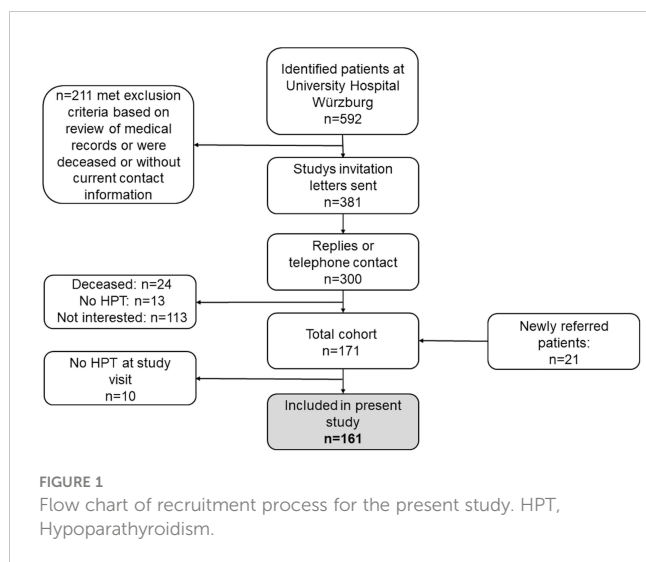 Identified patients at
University Hospital
Würzburg
n=592
n=211 met exclusion
criteria based on
review of medical
records or were
deceased or without
current contact
information
Studys invitation
letters sent
n=381
Replies or
telephone contact
n=300
Deceased: n=24
No HPT: n=13
Not interested: n=113
Total cohort
n=171
Newly referred
patients:
n=21
No HPT at study
visit
n=10
Included in present
study
n=161
FIGURE 1
Flow chart of recruitment process for the present study. HPT,
Hypoparathyroidism.